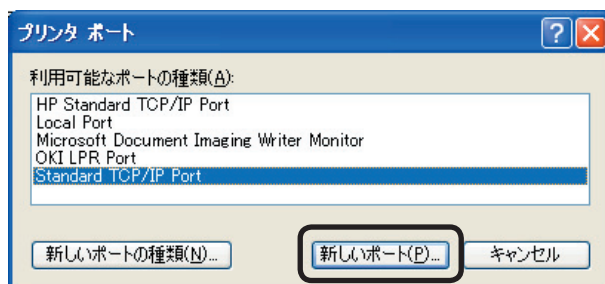 プリンタ ポート
利用可能なポートの種類(A):
HP Standard TCP/IP Port
Local Port
Microsoft Document Imaging Writer Monitor
OKI LPR Port
Standard TCP/IP Port
新しいポートの種類(N)... 新しいポート(P)... キャンセル